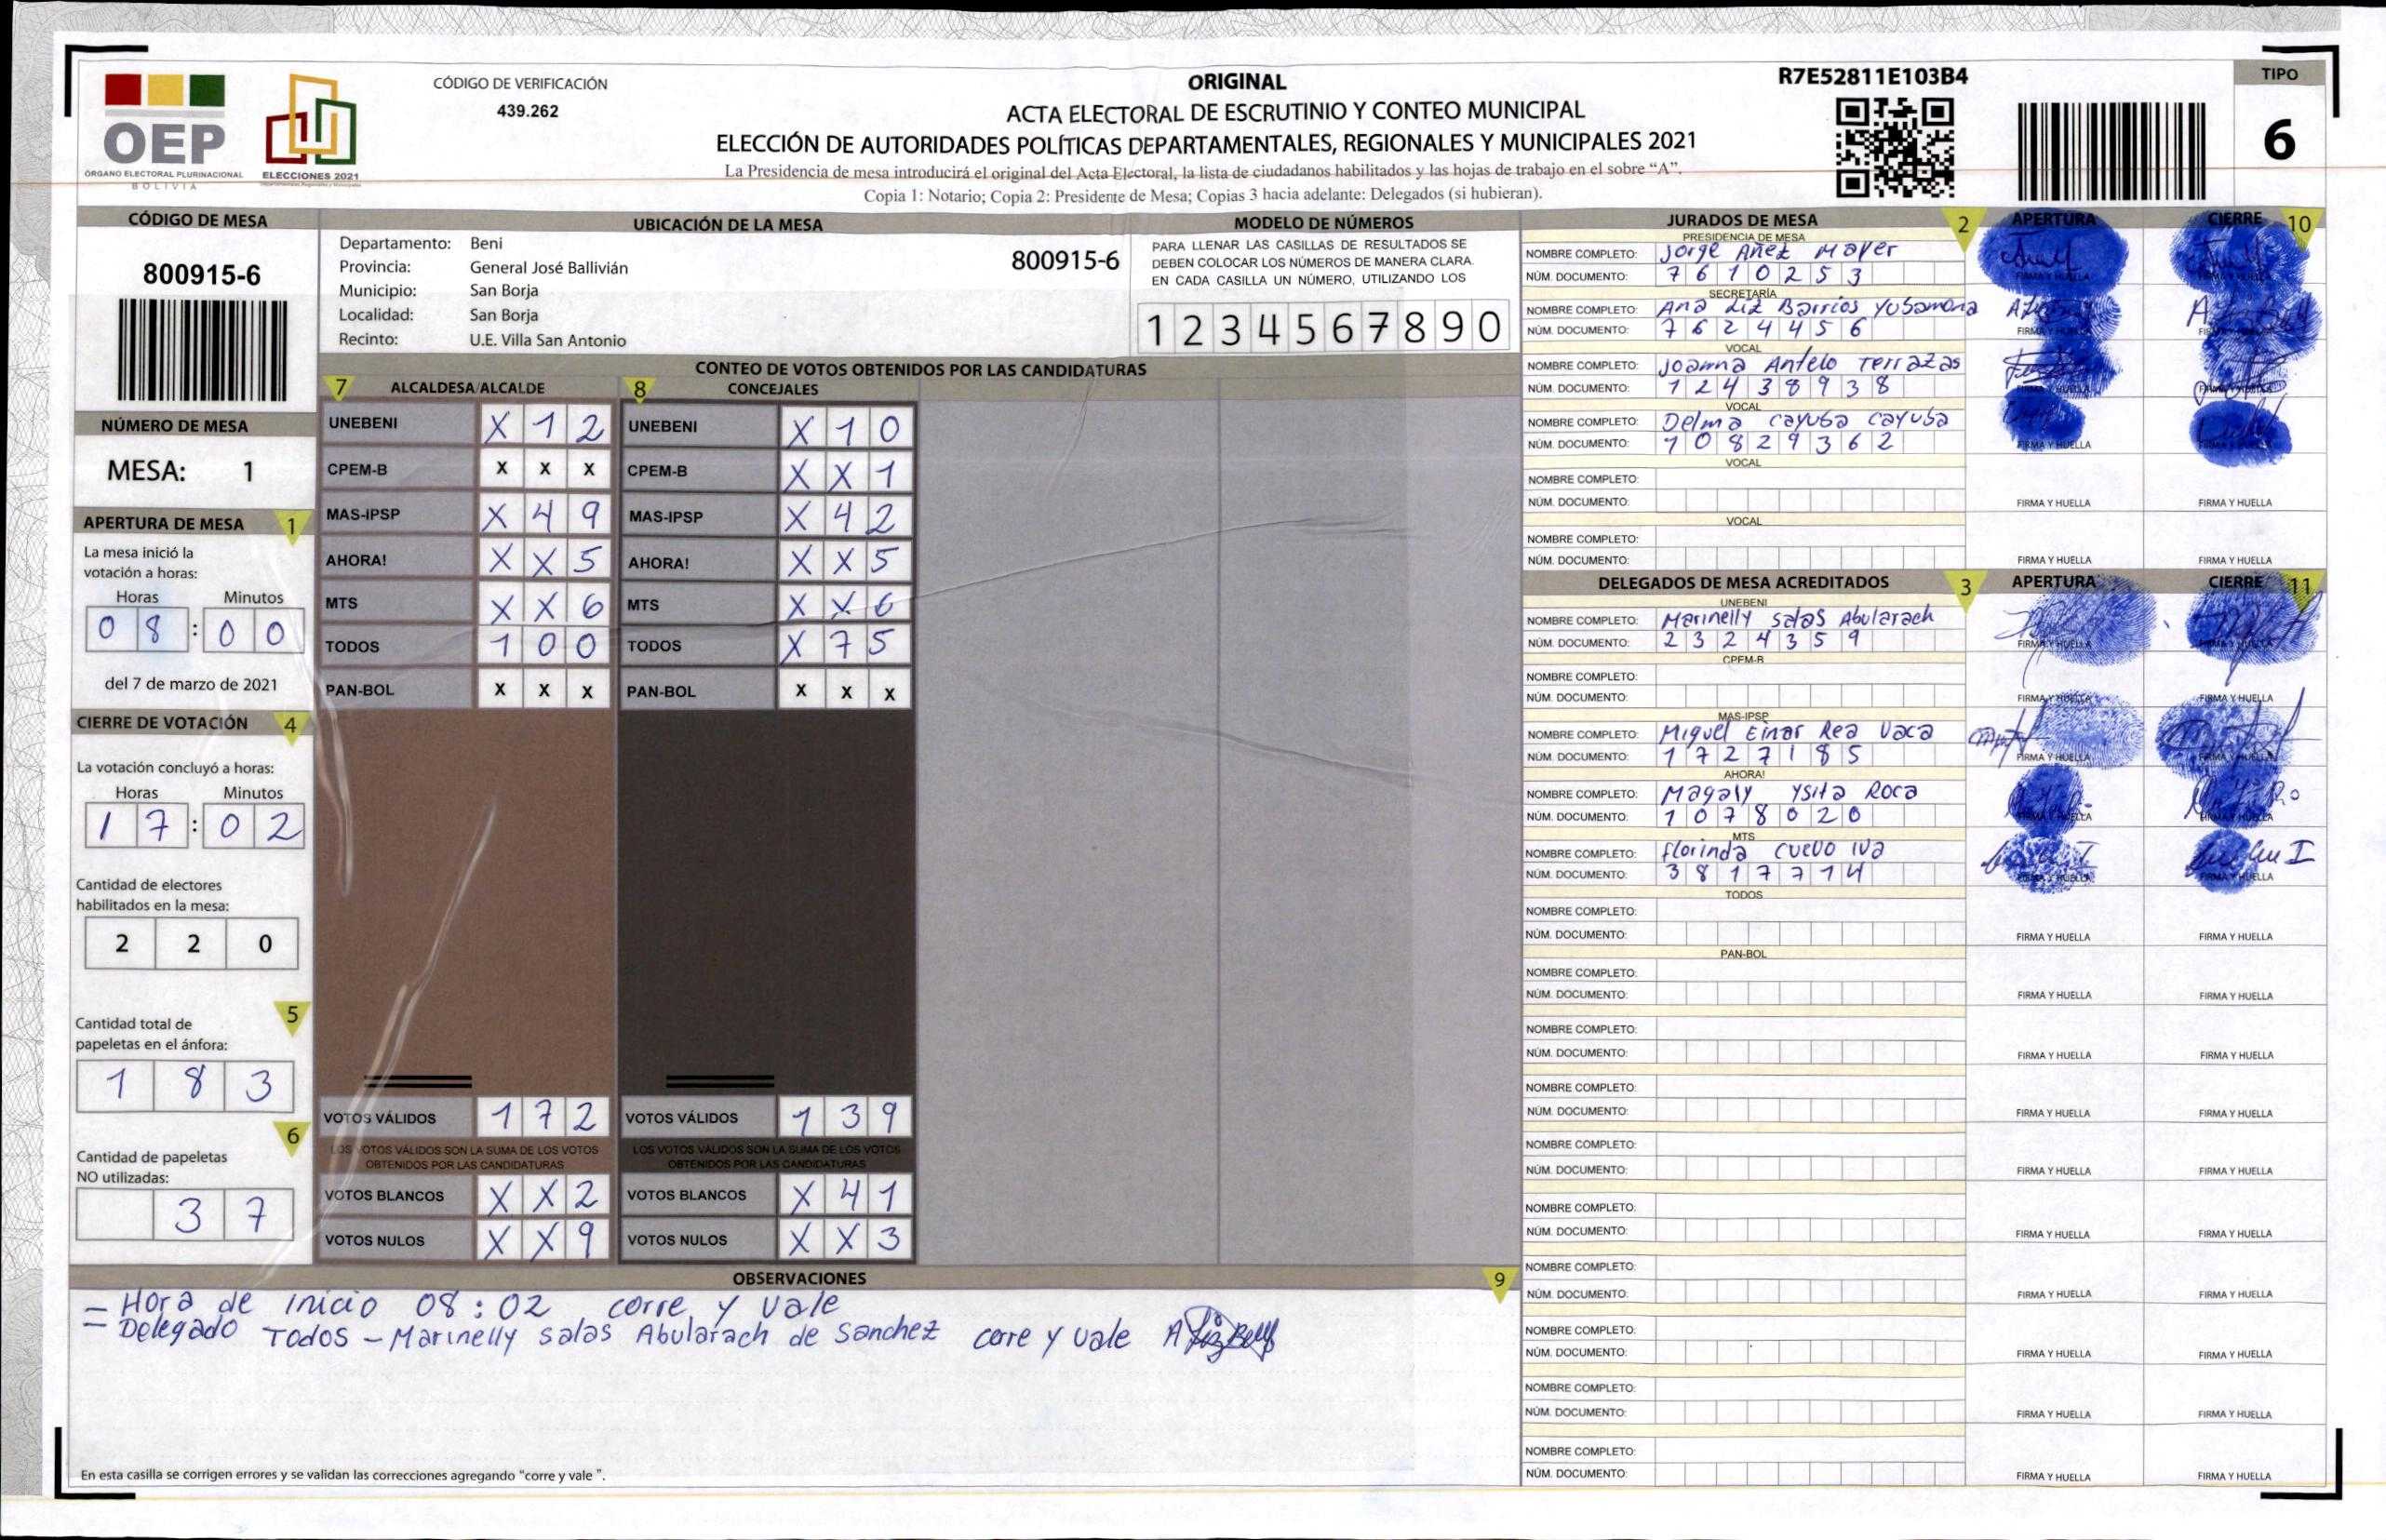 OEP
ÓRGANO ELECTORAL PLURINACIONAL
BOLIVIA
ELECCIONES 2021
CÓDIGO DE VERIFICACIÓN
439.262
ORIGINAL
ACTA ELECTORAL DE ESCRUTINIO Y CONTEO MUNICIPAL
ELECCIÓN DE AUTORIDADES POLÍTICAS DEPARTAMENTALES, REGIONALES Y MUNICIPALES 2021
La Presidencia de mesa introducirá el original del Acta Electoral, la lista de ciudadanos habilitados y las hojas de trabajo en el sobre “A”.
Copia 1: Notario; Copia 2: Presidente de Mesa; Copias 3 hacia adelante: Delegados (si hubieran).
R7E52811E103B4
TIPO
6
CÓDIGO DE MESA
800915-6
NÚMERO DE MESA
MESA: 1
APERTURA DE MESA 1
La mesa inició la
votación a horas:
Horas Minutos
0 8 : 0 0
del 7 de marzo de 2021
CIERRE DE VOTACIÓN 4
La votación concluyó a horas:
Horas Minutos
1 7 : 0 2
Cantidad de electores
habilitados en la mesa:
2 2 0
5
Cantidad total de
papeletas en el ánfora:
1 8 3
6
Cantidad de papeletas
NO utilizadas:
3 7
UBICACIÓN DE LA MESA
Departamento: Beni
Provincia: General José Ballivián
Municipio: San Borja
Localidad: San Borja
Recinto: U.E. Villa San Antonio
800915-6
MODELO DE NÚMEROS
PARA LLENAR LAS CASILLAS DE RESULTADOS SE
DEBEN COLOCAR LOS NÚMEROS DE MANERA CLARA.
EN CADA CASILLA UN NÚMERO, UTILIZANDO LOS
1 2 3 4 5 6 7 8 9 0
CONTEO DE VOTOS OBTENIDOS POR LAS CANDIDATURAS
7 ALCALDESA/ALCALDE
UNEBENI X 1 2
CPEM-B X X X
MAS-IPSP X 4 9
AHORA! X X 5
MTS X X 6
TODOS 1 0 0
PAN-BOL X X X
VOTOS VÁLIDOS 1 7 2
LOS VOTOS VÁLIDOS SON LA SUMA DE LOS VOTOS
OBTENIDOS POR LAS CANDIDATURAS
VOTOS BLANCOS X X 2
VOTOS NULOS X X 9
8 CONCEJALES
UNEBENI X 1 0
CPEM-B X X 1
MAS-IPSP X 4 2
AHORA! X X 5
MTS X X 6
TODOS X 7 5
PAN-BOL X X X
VOTOS VÁLIDOS 1 3 9
LOS VOTOS VÁLIDOS SON LA SUMA DE LOS VOTOS
OBTENIDOS POR LAS CANDIDATURAS
VOTOS BLANCOS X 4 1
VOTOS NULOS X X 3
JURADOS DE MESA 2 APERTURA CIERRE 10
PRESIDENCIA DE MESA
NOMBRE COMPLETO: Jorge Añez Mayer
NÚM. DOCUMENTO: 7 6 1 0 2 5 3 FIRMA Y HUELLA FIRMA Y HUELLA
SECRETARÍA
NOMBRE COMPLETO: Ana Liz Barrios Yubamona
NÚM. DOCUMENTO: 7 6 2 4 4 5 6 FIRMA Y HUELLA FIRMA Y HUELLA
VOCAL
NOMBRE COMPLETO: Joanna Antelo Terrazas
NÚM. DOCUMENTO: 1 2 4 3 8 9 3 8 FIRMA Y HUELLA FIRMA Y HUELLA
VOCAL
NOMBRE COMPLETO: Delma Cayuba Cayuba
NÚM. DOCUMENTO: 1 0 8 2 9 3 6 2 FIRMA Y HUELLA
VOCAL
NOMBRE COMPLETO:
NÚM. DOCUMENTO: FIRMA Y HUELLA FIRMA Y HUELLA
VOCAL
NOMBRE COMPLETO:
NÚM. DOCUMENTO: FIRMA Y HUELLA FIRMA Y HUELLA
DELEGADOS DE MESA ACREDITADOS 3 APERTURA CIERRE 11
UNEBENI
NOMBRE COMPLETO: Marinelly Salas Abularach
NÚM. DOCUMENTO: 2 3 2 4 3 5 9 FIRMA Y HUELLA FIRMA Y HUELLA
CPEM-B
NOMBRE COMPLETO:
NÚM. DOCUMENTO: FIRMA Y HUELLA FIRMA Y HUELLA
MAS-IPSP
NOMBRE COMPLETO: Miguel Einar Rea Vaca
NÚM. DOCUMENTO: 1 7 2 7 1 8 5 FIRMA Y HUELLA FIRMA Y HUELLA
AHORA!
NOMBRE COMPLETO: Magaly Ysita Roca
NÚM. DOCUMENTO: 1 0 7 8 0 2 0 FIRMA Y HUELLA FIRMA Y HUELLA
MTS
NOMBRE COMPLETO: Florinda Cuevo Iva
NÚM. DOCUMENTO: 3 8 1 7 7 1 4 FIRMA Y HUELLA FIRMA Y HUELLA
TODOS
NOMBRE COMPLETO:
NÚM. DOCUMENTO: FIRMA Y HUELLA FIRMA Y HUELLA
PAN-BOL
NOMBRE COMPLETO:
NÚM. DOCUMENTO: FIRMA Y HUELLA FIRMA Y HUELLA
NOMBRE COMPLETO:
NÚM. DOCUMENTO: FIRMA Y HUELLA FIRMA Y HUELLA
NOMBRE COMPLETO:
NÚM. DOCUMENTO: FIRMA Y HUELLA FIRMA Y HUELLA
NOMBRE COMPLETO:
NÚM. DOCUMENTO: FIRMA Y HUELLA FIRMA Y HUELLA
NOMBRE COMPLETO:
NÚM. DOCUMENTO: FIRMA Y HUELLA FIRMA Y HUELLA
NOMBRE COMPLETO:
NÚM. DOCUMENTO: FIRMA Y HUELLA FIRMA Y HUELLA
NOMBRE COMPLETO:
NÚM. DOCUMENTO: FIRMA Y HUELLA FIRMA Y HUELLA
NOMBRE COMPLETO:
NÚM. DOCUMENTO: FIRMA Y HUELLA FIRMA Y HUELLA
NOMBRE COMPLETO:
NÚM. DOCUMENTO: FIRMA Y HUELLA FIRMA Y HUELLA
OBSERVACIONES 9
– Hora de inicio 08:02 corre y vale
– Delegado Todos – Marinelly Salas Abularach de Sanchez corre y vale
En esta casilla se corrigen errores y se validan las correcciones agregando “corre y vale ”.